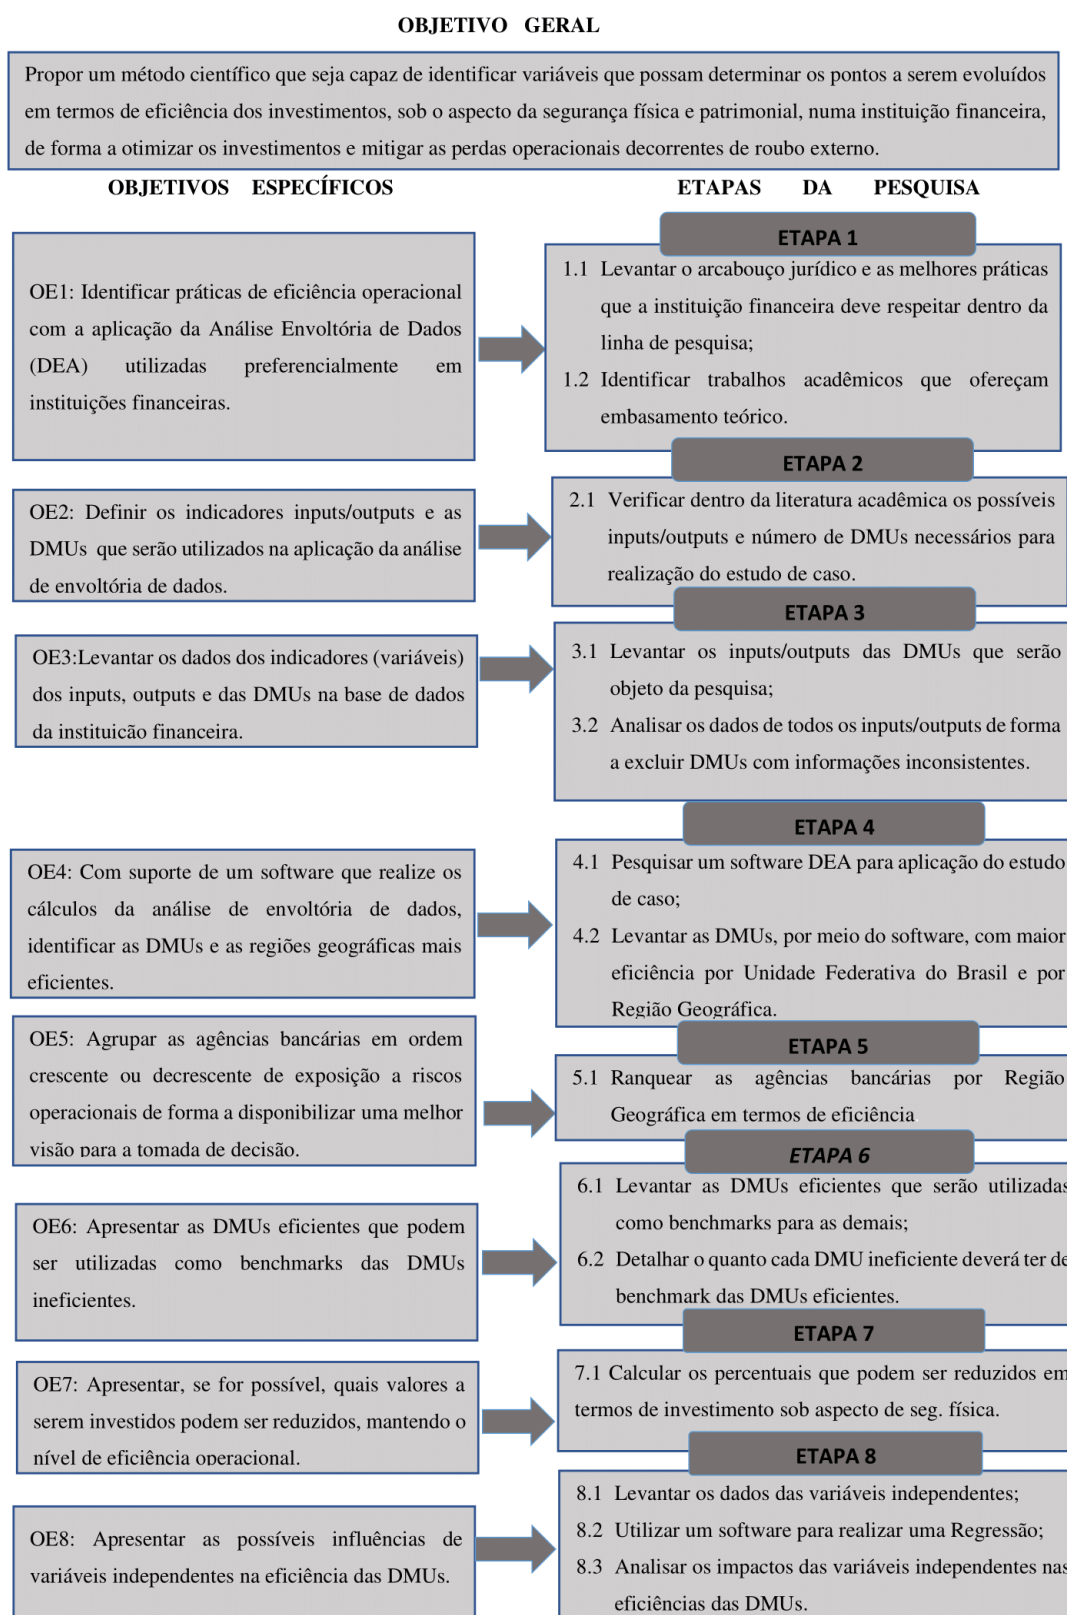 OBJETIVO GERAL
Propor um método científico que seja capaz de identificar variáveis que possam determinar os pontos a serem evoluídos
em termos de eficiência dos investimentos, sob o aspecto da segurança física e patrimonial, numa instituição financeira,
de forma a otimizar os investimentos e mitigar as perdas operacionais decorrentes de roubo externo.
OBJETIVOS ESPECÍFICOS
ETAPAS DA PESQUISA
OE1: Identificar práticas de eficiência operacional
com a aplicação da Análise Envoltória de Dados
(DEA) utilizadas preferencialmente em
instituições financeiras.
ETAPA 1
1.1 Levantar o arcabouço jurídico e as melhores práticas
que a instituição financeira deve respeitar dentro da
linha de pesquisa;
1.2 Identificar trabalhos acadêmicos que ofereçam
embasamento teórico.
OE2: Definir os indicadores inputs/outputs e as
DMUs que serão utilizados na aplicação da análise
de envoltória de dados.
ETAPA 2
2.1 Verificar dentro da literatura acadêmica os possíveis
inputs/outputs e número de DMUs necessários para
realização do estudo de caso.
OE3:Levantar os dados dos indicadores (variáveis)
dos inputs, outputs e das DMUs na base de dados
da instituição financeira.
ETAPA 3
3.1 Levantar os inputs/outputs das DMUs que serão
objeto da pesquisa;
3.2 Analisar os dados de todos os inputs/outputs de forma
a excluir DMUs com informações inconsistentes.
OE4: Com suporte de um software que realize os
cálculos da análise de envoltória de dados,
identificar as DMUs e as regiões geográficas mais
eficientes.
ETAPA 4
4.1 Pesquisar um software DEA para aplicação do estudo
de caso;
4.2 Levantar as DMUs, por meio do software, com maior
eficiência por Unidade Federativa do Brasil e por
Região Geográfica.
OE5: Agrupar as agências bancárias em ordem
crescente ou decrescente de exposição a riscos
operacionais de forma a disponibilizar uma melhor
visão para a tomada de decisão.
ETAPA 5
5.1 Ranquear as agências bancárias por Região
Geográfica em termos de eficiência
OE6: Apresentar as DMUs eficientes que podem
ser utilizadas como benchmarks das DMUs
ineficientes.
ETAPA 6
6.1 Levantar as DMUs eficientes que serão utilizadas
como benchmarks para as demais;
6.2 Detalhar o quanto cada DMU ineficiente deverá ter de
benchmark das DMUs eficientes.
OE7: Apresentar, se for possível, quais valores a
serem investidos podem ser reduzidos, mantendo o
nível de eficiência operacional.
ETAPA 7
7.1 Calcular os percentuais que podem ser reduzidos em
termos de investimento sob aspecto de seg. física.
OE8: Apresentar as possíveis influências de
variáveis independentes na eficiência das DMUs.
ETAPA 8
8.1 Levantar os dados das variáveis independentes;
8.2 Utilizar um software para realizar uma Regressão;
8.3 Analisar os impactos das variáveis independentes nas
eficiências das DMUs.